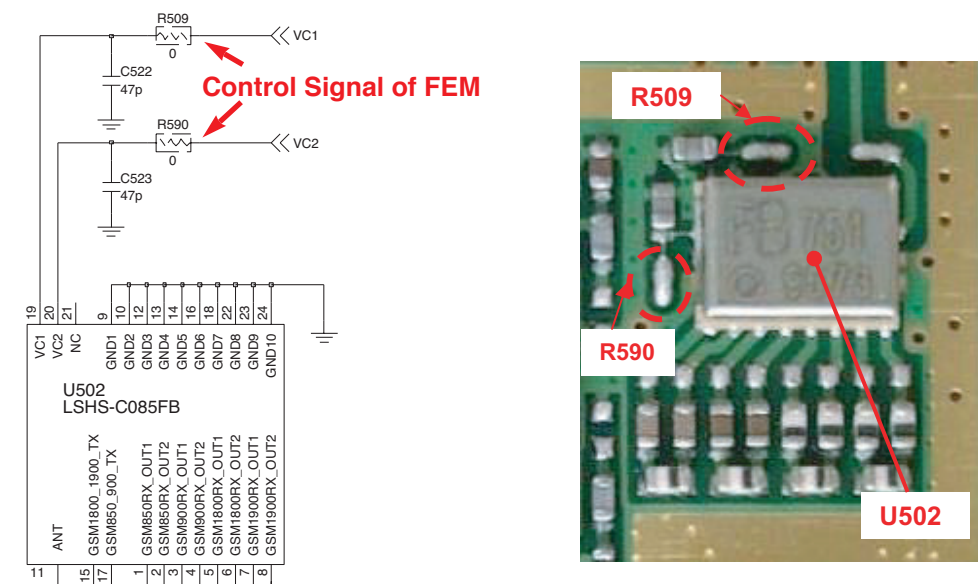 R509
VC1
0
C522
47p
Control Signal of FEM
R590
VC2
0
C523
47p
19
20
21
9
10
12
13
14
16
18
22
23
24
VC1
VC2
NC
GND1
GND2
GND3
GND4
GND5
GND6
GND7
GND8
GND9
GND10
U502
LSHS-C085FB
ANT
GSM1800_1900_TX
GSM850_900_TX
GSM850RX_OUT1
GSM850RX_OUT2
GSM900RX_OUT1
GSM900RX_OUT2
GSM1800RX_OUT1
GSM1800RX_OUT2
GSM1900RX_OUT1
GSM1900RX_OUT2
11
15
17
1
2
3
4
5
6
7
8
R509
FB 751
R590
U502